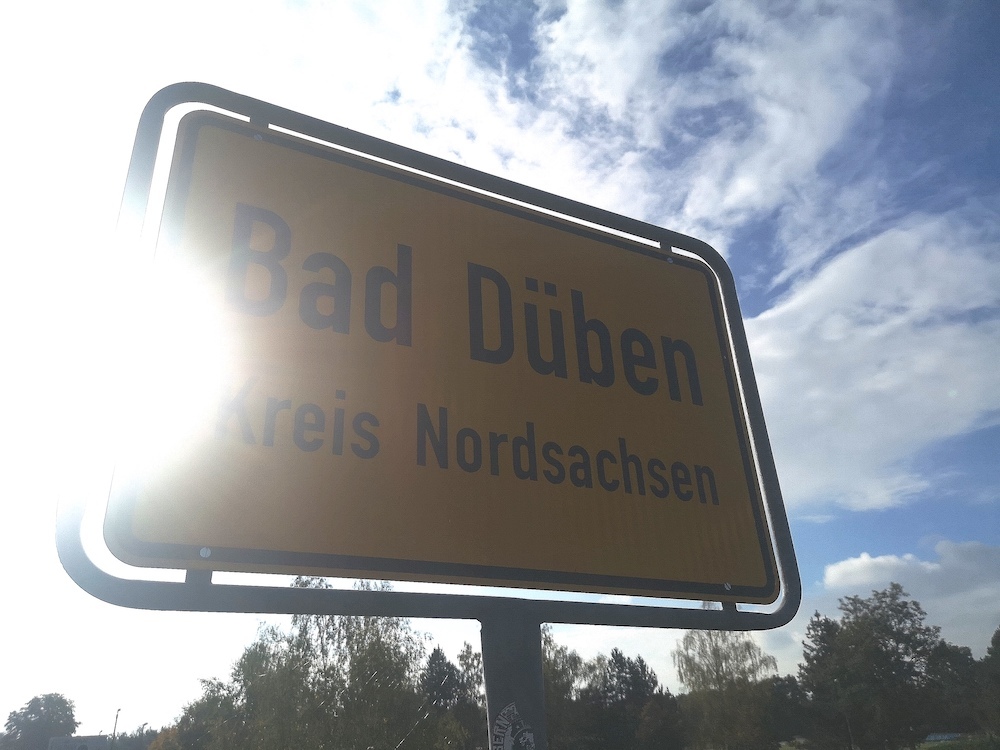 Bad Düben
Kreis Nordsachsen